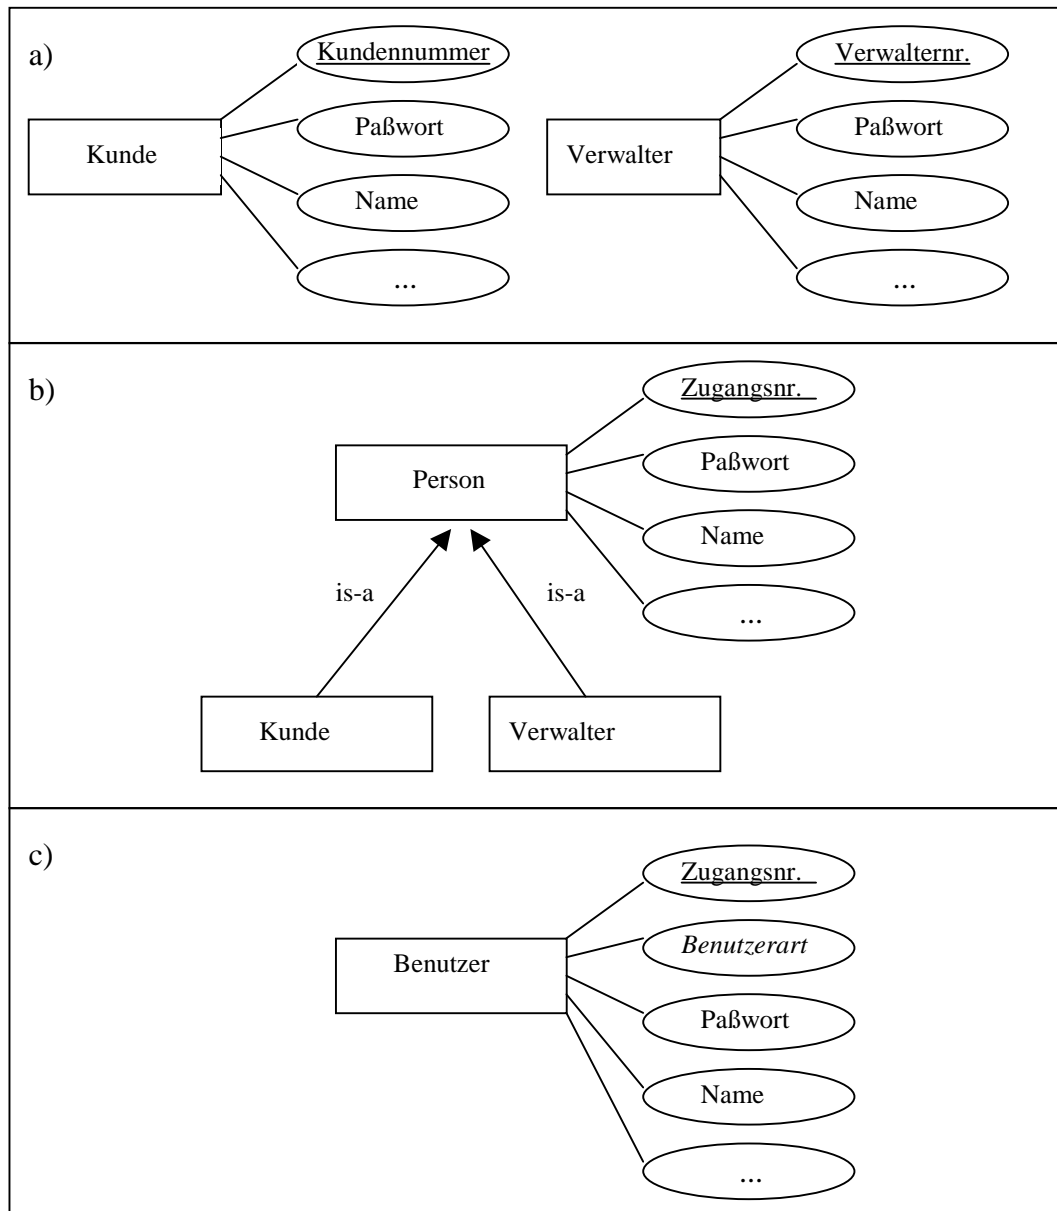 a)
Kundennummer
Verwalternr.
Paßwort
Paßwort
Kunde
Verwalter
Name
Name
...
...
b)
Zugangsnr.
Paßwort
Person
Name
is-a
is-a
...
Kunde
Verwalter
c)
Zugangsnr.
Benutzerart
Benutzer
Paßwort
Name
...